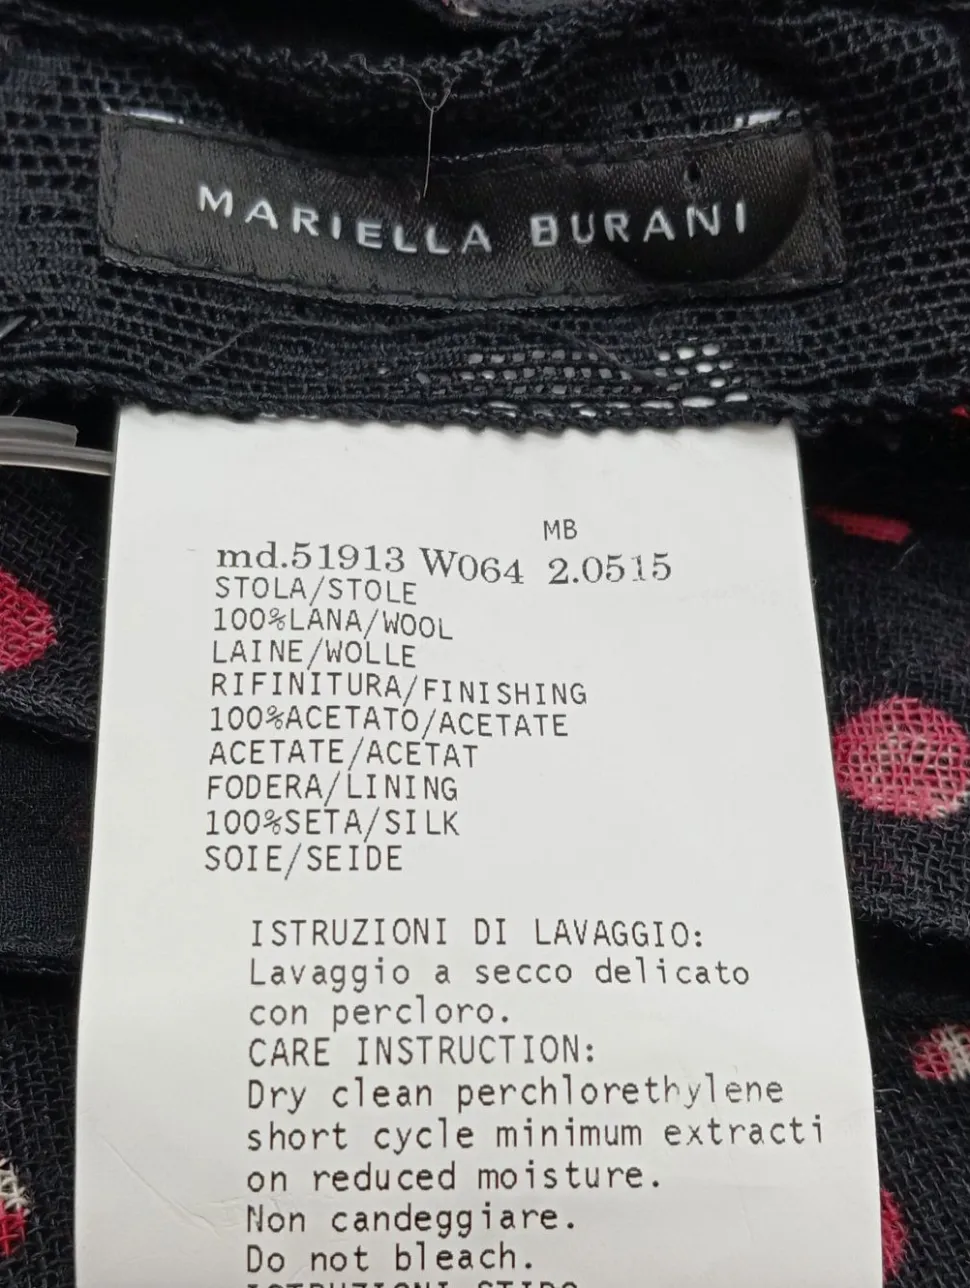 MARIELLA BURANI
MB
md.51913 W064 2.0515
STOLA/STOLE
100%LANA/WOOL
LAINE/WOLLE
RIFINITURA/FINISHING
100%ACETATO/ACETATE
ACETATE/ACETAT
FODERA/LINING
100%SETA/SILK
SOIE/SEIDE
ISTRUZIONI DI LAVAGGIO:
Lavaggio a secco delicato
con percloro.
CARE INSTRUCTION:
Dry clean perchlorethylene
short cycle minimum extracti
on reduced moisture.
Non candeggiare.
Do not bleach.
ISTRUZIONI STIRO